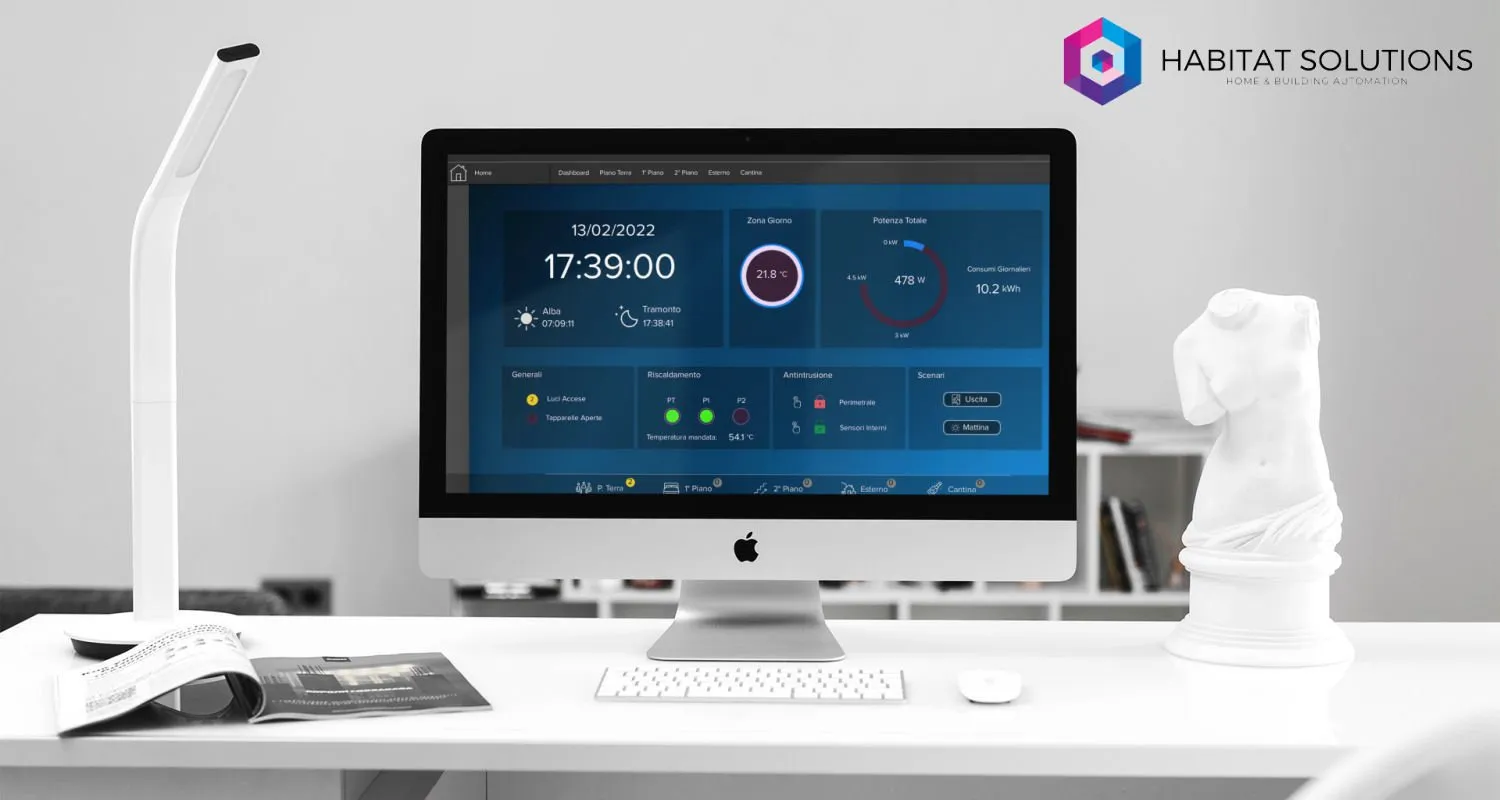 HABITAT SOLUTIONS
HOME & BUILDING AUTOMATION
Home
Dashboard Piano Terra 1° Piano 2° Piano Esterno Cantina
13/02/2022
17:39:00
Alba
07:09:11
Tramonto
17:38:41
Zona Giorno
21.8 °C
Potenza Totale
0 kW
4.5 kW
478 W
3 kW
Consumi Giornalieri
10.2 kWh
Generali
2 Luci Accese
Tapparelle Aperte
Riscaldamento
PT P1 P2
Temperatura mandata: 54.1 °C
Antintrusione
Perimetrale
Sensori Interni
Scenari
Uscita
Mattina
P. Terra 2 1° Piano 0 2° Piano 0 Esterno 0 Cantina 0